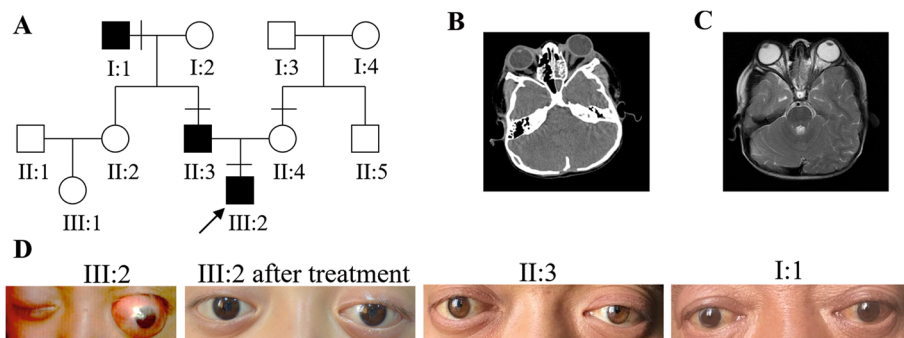 A
B
C
I:1
I:2
I:3
I:4
II:1
II:2
II:3
II:4
II:5
III:1
III:2
D
III:2
III:2 after treatment
II:3
I:1